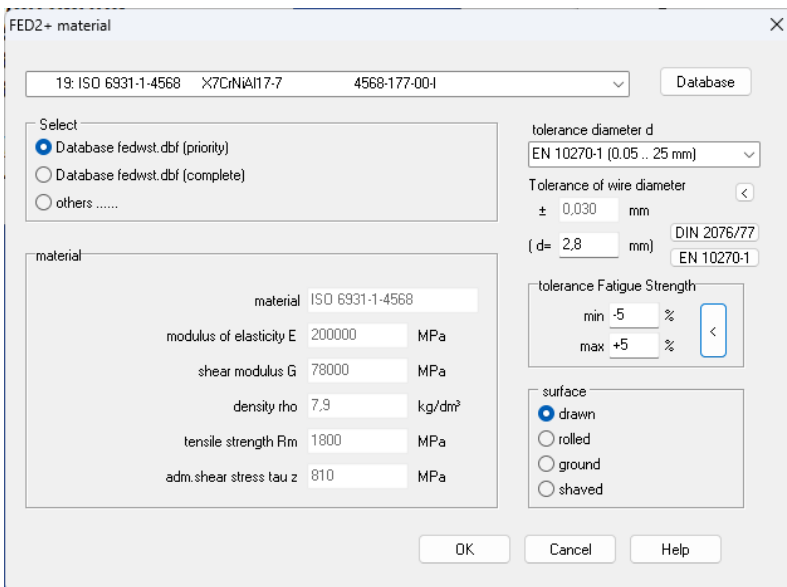 FED2+ material
19: ISO 6931-1-4568 X7CrNiAl17-7 4568-177-00-I
Database
Select
Database fedwst.dbf (priority)
Database fedwst.dbf (complete)
others ......
tolerance diameter d
EN 10270-1 (0.05 .. 25 mm)
Tolerance of wire diameter
<
± 0,030 mm
( d= 2,8 mm)
DIN 2076/77
EN 10270-1
material
material ISO 6931-1-4568
modulus of elasticity E 200000 MPa
shear modulus G 78000 MPa
density rho 7,9 kg/dm³
tensile strength Rm 1800 MPa
adm.shear stress tau z 810 MPa
tolerance Fatigue Strength
min -5 %
max +5 %
<
surface
drawn
rolled
ground
shaved
OK
Cancel
Help